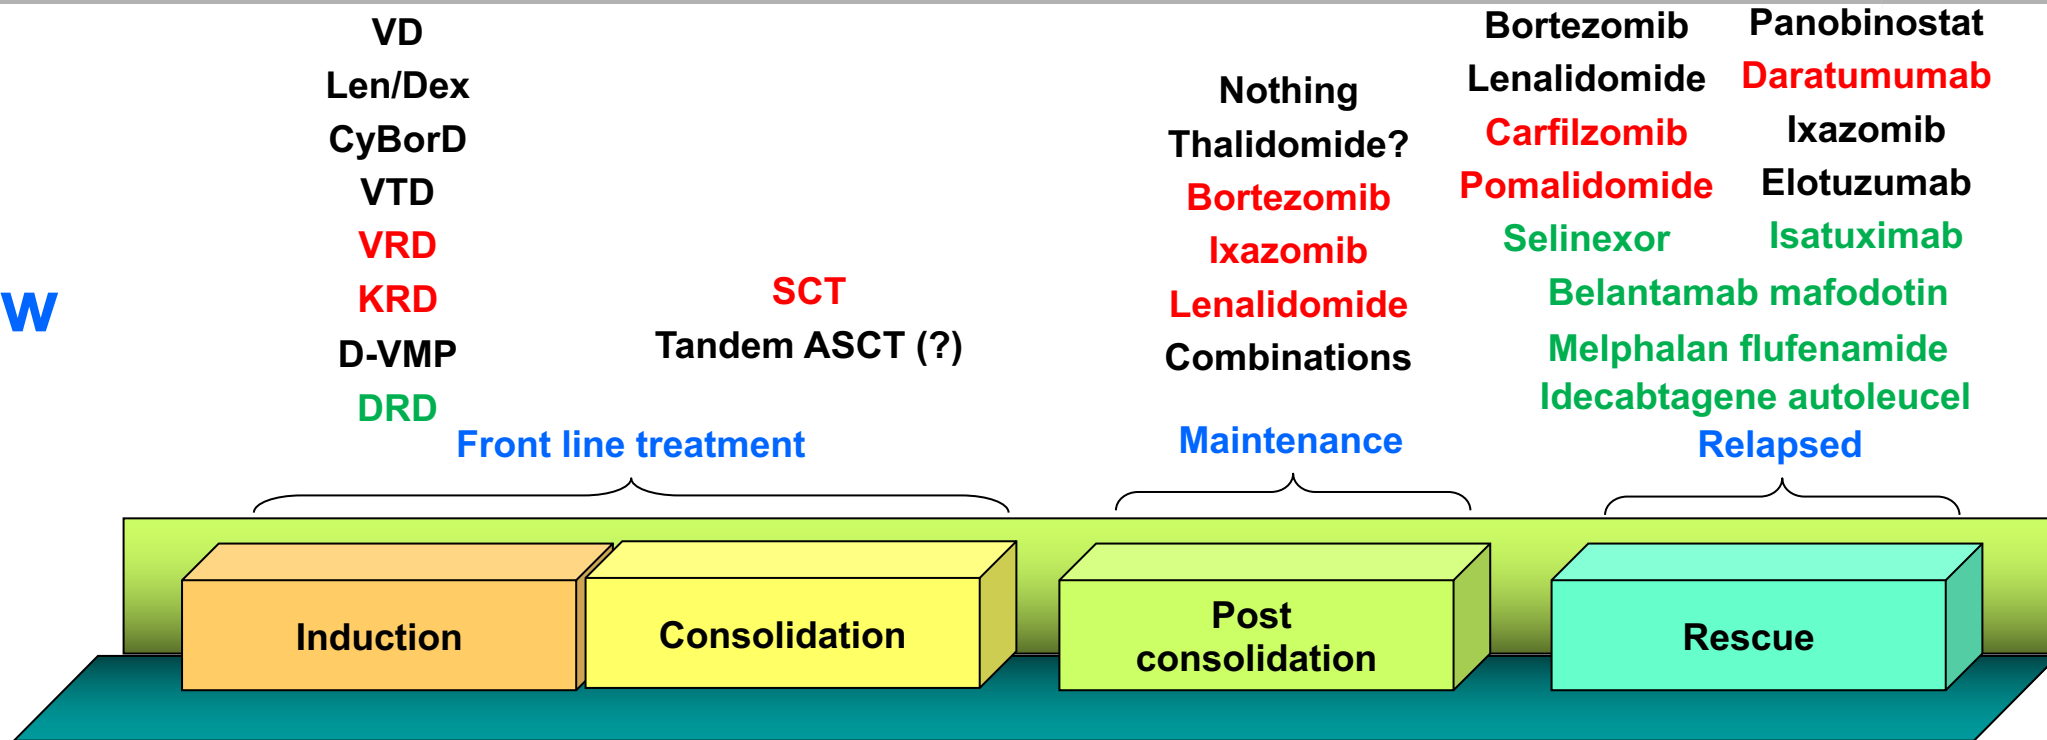 VD
Len/Dex
CyBorD
VTD
VRD
KRD
D-VMP
DRD
SCT
Tandem ASCT (?)
Front line treatment
Nothing
Thalidomide?
Bortezomib
Ixazomib
Lenalidomide
Combinations
Maintenance
Bortezomib
Lenalidomide
Carfilzomib
Pomalidomide
Selinexor
Panobinostat
Daratumumab
Ixazomib
Elotuzumab
Isatuximab
Belantamab mafodotin
Melphalan flufenamide
Idecabtagene autoleucel
Relapsed
w
Induction
Consolidation
Post
consolidation
Rescue